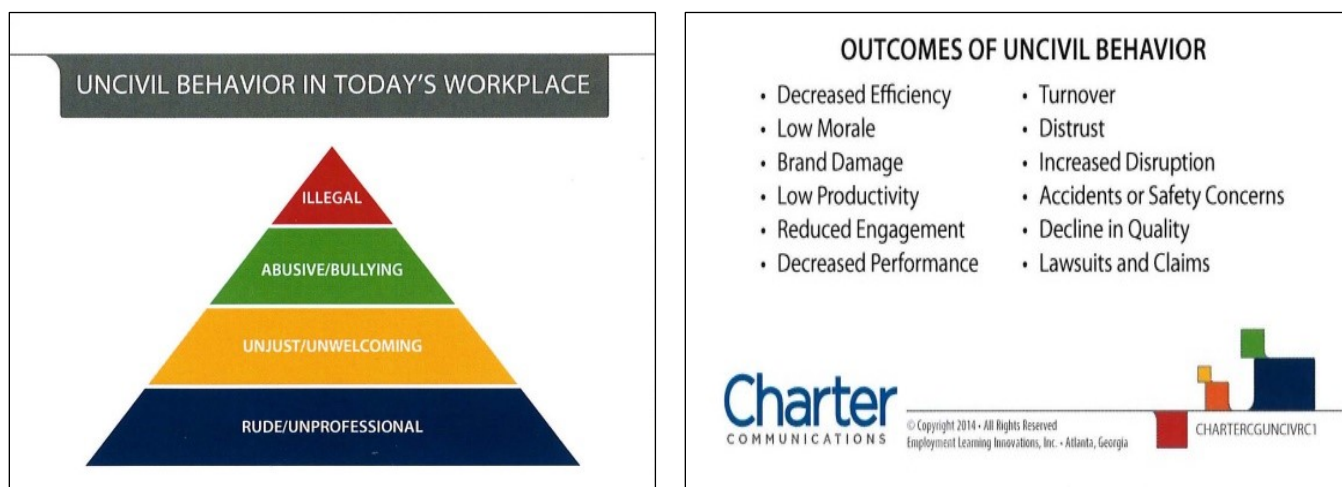 UNCIVIL BEHAVIOR IN TODAY'S WORKPLACE
ILLEGAL
ABUSIVE/BULLYING
UNJUST/UNWELCOMING
RUDE/UNPROFESSIONAL
OUTCOMES OF UNCIVIL BEHAVIOR
• Decreased Efficiency
• Low Morale
• Brand Damage
• Low Productivity
• Reduced Engagement
• Decreased Performance
• Turnover
• Distrust
• Increased Disruption
• Accidents or Safety Concerns
• Decline in Quality
• Lawsuits and Claims
Charter
COMMUNICATIONS
© Copyright 2014 • All Rights Reserved
Employment Learning Innovations, Inc. • Atlanta, Georgia
CHARTERCGUNCIVRC1